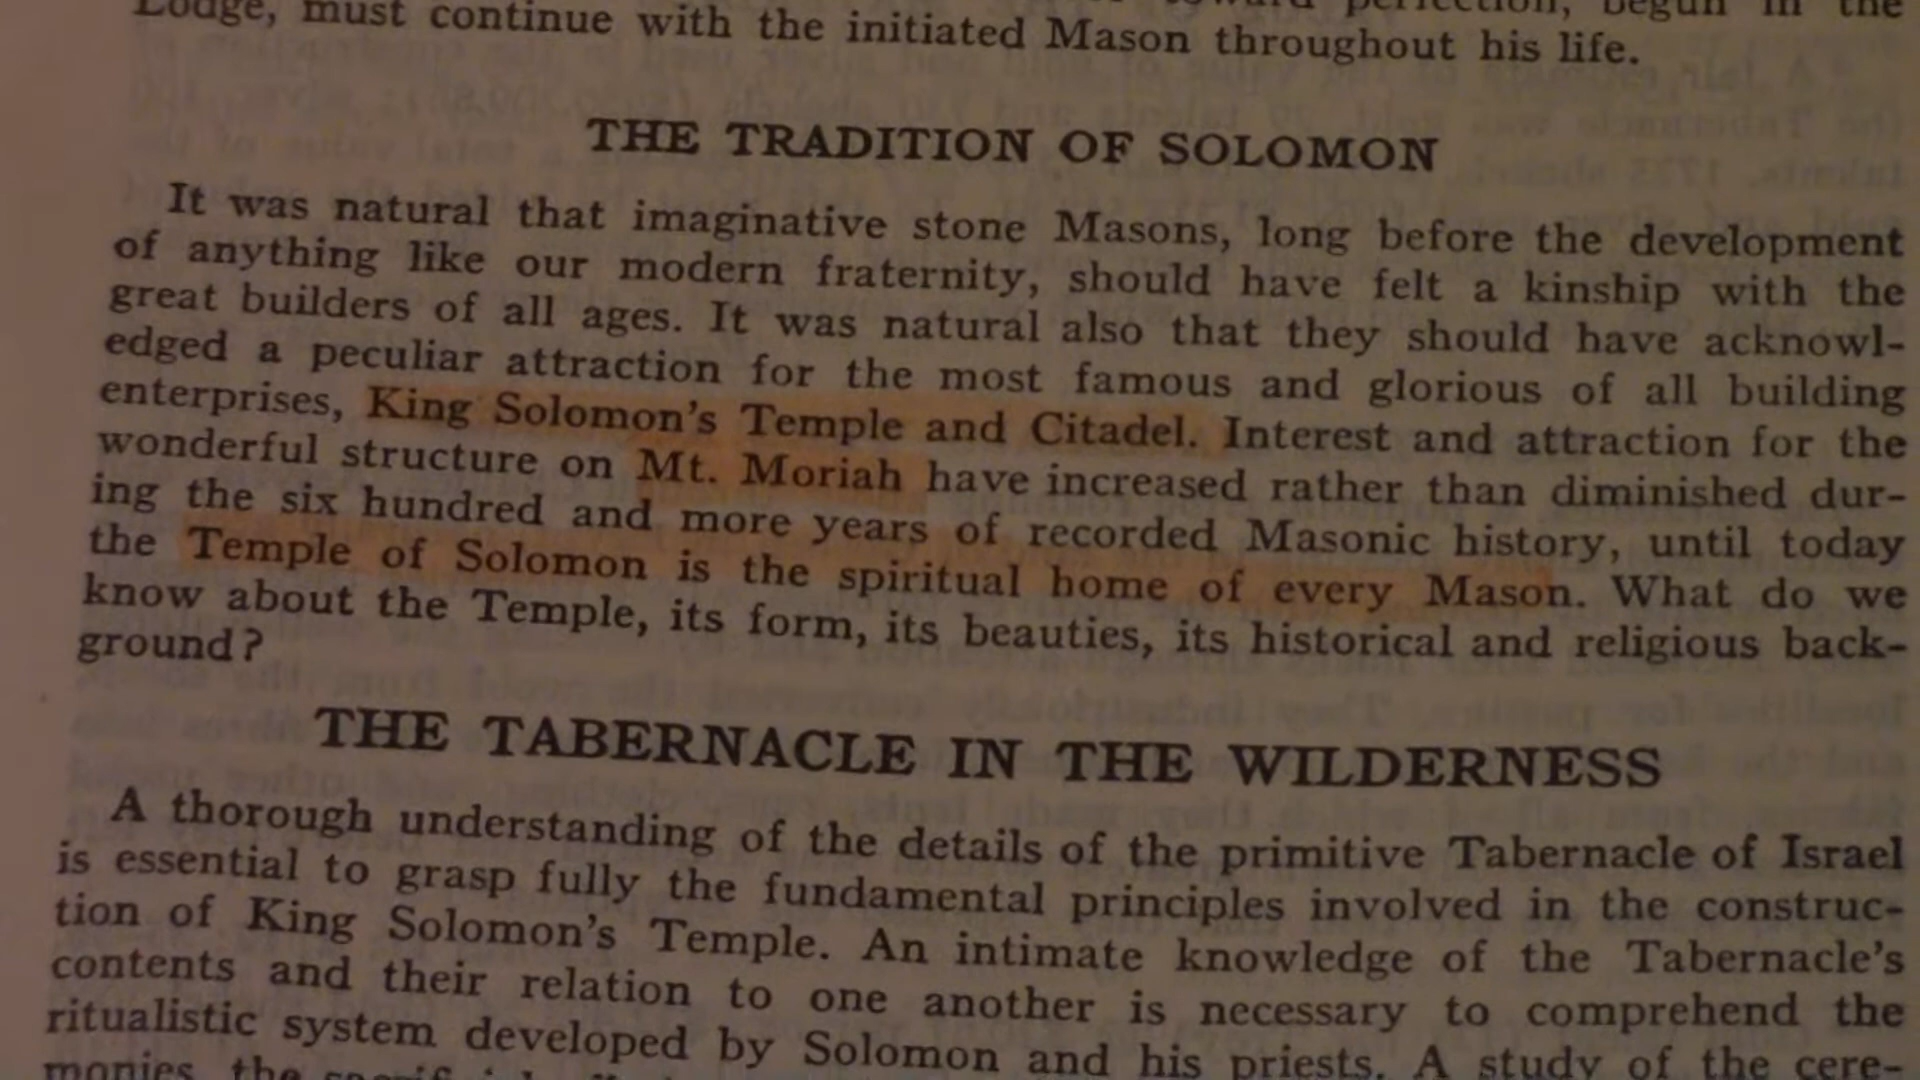 Lodge, must continue with the initiated Mason throughout his life.
THE TRADITION OF SOLOMON
It was natural that imaginative stone Masons, long before the development
of anything like our modern fraternity, should have felt a kinship with the
great builders of all ages. It was natural also that they should have acknowl-
edged a peculiar attraction for the most famous and glorious of all building
enterprises, King Solomon's Temple and Citadel. Interest and attraction for the
wonderful structure on Mt. Moriah have increased rather than diminished dur-
ing the six hundred and more years of recorded Masonic history, until today
the Temple of Solomon is the spiritual home of every Mason. What do we
know about the Temple, its form, its beauties, its historical and religious back-
ground?
THE TABERNACLE IN THE WILDERNESS
A thorough understanding of the details of the primitive Tabernacle of Israel
is essential to grasp fully the fundamental principles involved in the construc-
tion of King Solomon's Temple. An intimate knowledge of the Tabernacle's
contents and their relation to one another is necessary to comprehend the
ritualistic system developed by Solomon and his priests. A study of the cere-
monies, the